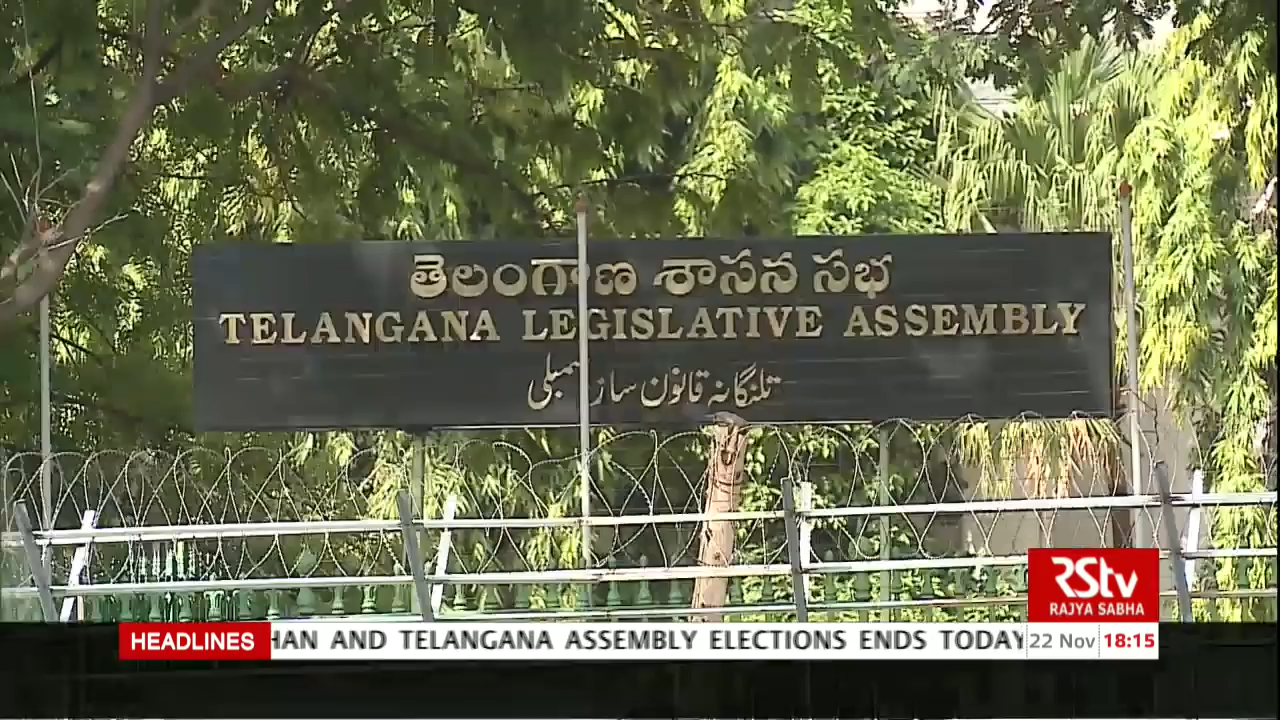 తెలంగాణ శాసన సభ
TELANGANA LEGISLATIVE ASSEMBLY
تلنگانہ قانون ساز
RStv
RAJYA SABHA
HEADLINES HAN AND TELANGANA ASSEMBLY ELECTIONS ENDS TODAY 22 Nov 18:15